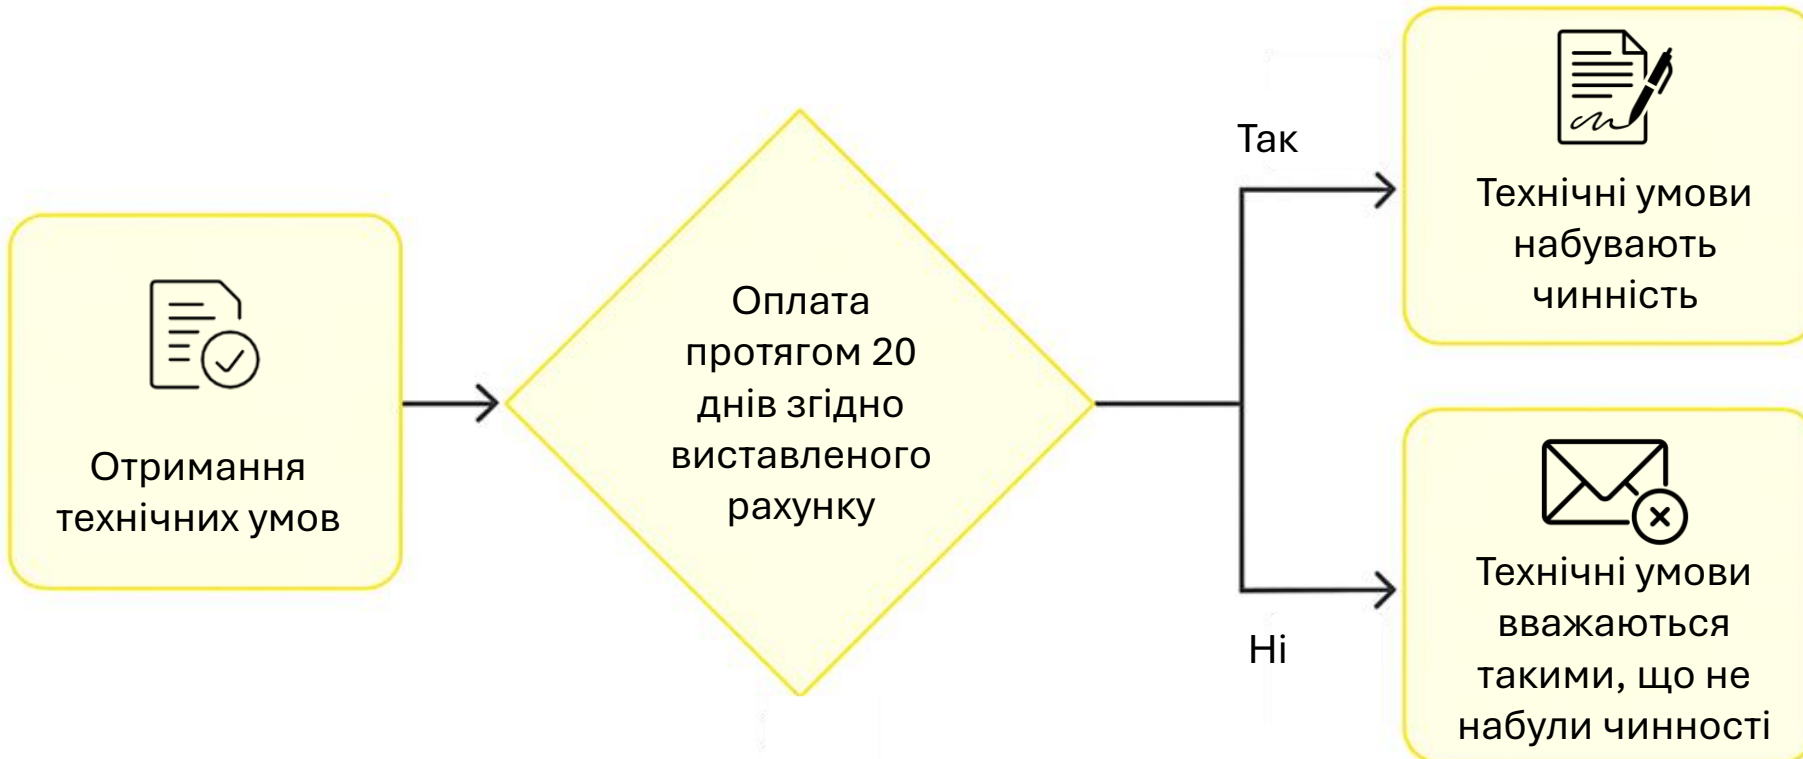 Отримання
технічних умов
Оплата
протягом 20
днів згідно
виставленого
рахунку
Так
Технічні умови
набувають
чинність
Ні
Технічні умови
вважаються
такими, що не
набули чинності